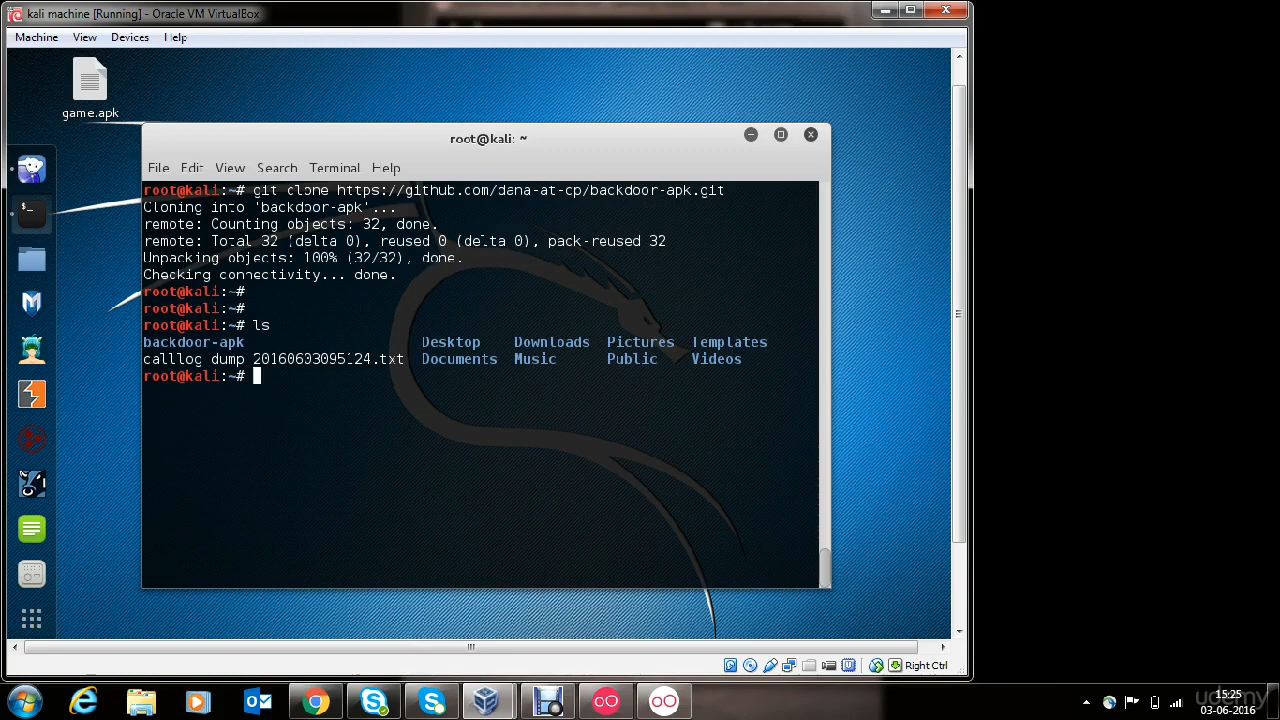 kali machine [Running] - Oracle VM VirtualBox
Machine View Devices Help
game.apk
root@kali: ~
File Edit View Search Terminal Help
root@kali:~# git clone https://github.com/dana-at-cp/backdoor-apk.git
Cloning into 'backdoor-apk'...
remote: Counting objects: 32, done.
remote: Total 32 (delta 0), reused 0 (delta 0), pack-reused 32
Unpacking objects: 100% (32/32), done.
Checking connectivity... done.
root@kali:~#
root@kali:~#
root@kali:~# ls
backdoor-apk Desktop Downloads Pictures Templates
calllog_dump_20160603095124.txt Documents Music Public Videos
root@kali:~#
Right Ctrl
15:25
03-06-2016
udemy